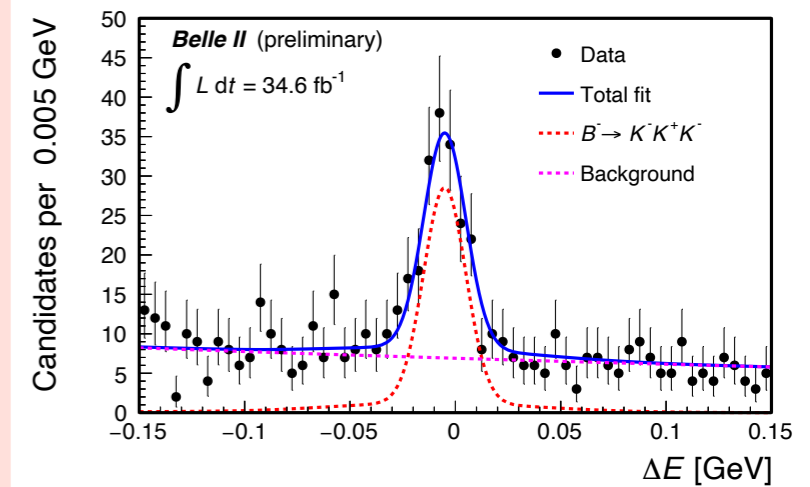 Belle II (preliminary)
∫ L dt = 34.6 fb⁻¹
Data
Total fit
B⁻→ K⁻K⁺K⁻
Background
Candidates per 0.005 GeV
50
45
40
35
30
25
20
15
10
5
0
−0.15 −0.1 −0.05 0 0.05 0.1 0.15
ΔE [GeV]